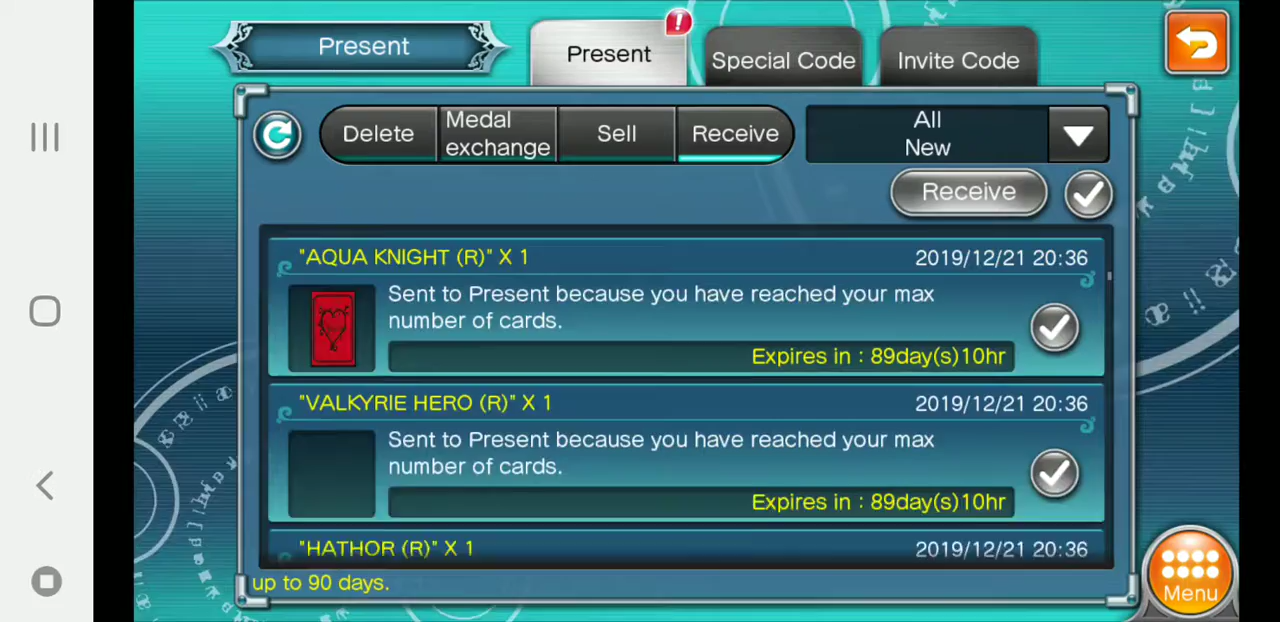 Present
Present
Special Code
Invite Code
Delete
Medal
exchange
Sell
Receive
All
New
Receive
"AQUA KNIGHT (R)" X 1
2019/12/21 20:36
Sent to Present because you have reached your max
number of cards.
Expires in : 89day(s)10hr
"VALKYRIE HERO (R)" X 1
2019/12/21 20:36
Sent to Present because you have reached your max
number of cards.
Expires in : 89day(s)10hr
"HATHOR (R)" X 1
2019/12/21 20:36
up to 90 days.
Menu